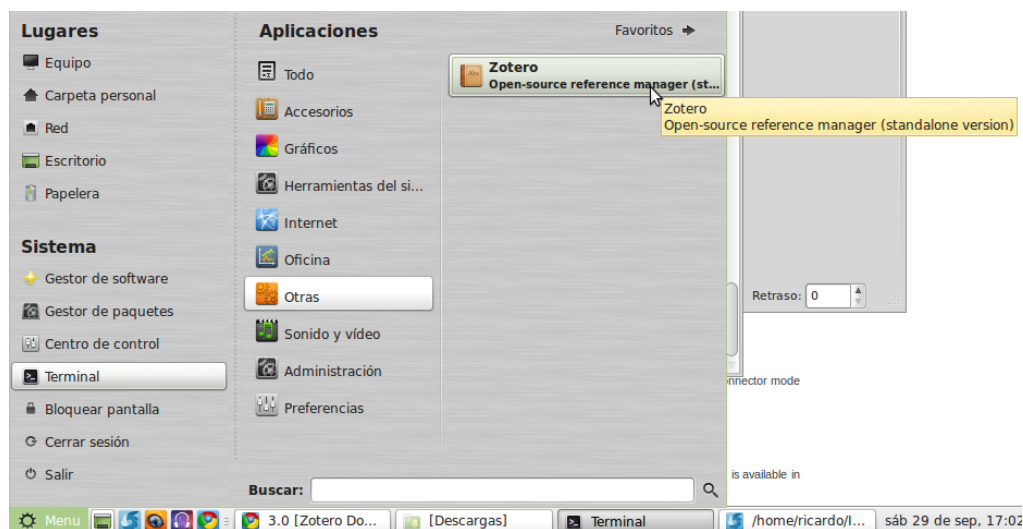 Lugares
Equipo
Carpeta personal
Red
Escritorio
Papelera
Sistema
Gestor de software
Gestor de paquetes
Centro de control
Terminal
Bloquear pantalla
Cerrar sesión
Salir
Aplicaciones
Favoritos
Todo
Accesorios
Gráficos
Herramientas del si...
Internet
Oficina
Otras
Sonido y vídeo
Administración
Preferencias
Zotero
Open-source reference manager (st...
Zotero
Open-source reference manager (standalone version)
Retraso: 0
nnector mode
is available in
Buscar:
Menu
3.0 [Zotero Do...
[Descargas]
Terminal
/home/ricardo/I...
sáb 29 de sep, 17:02